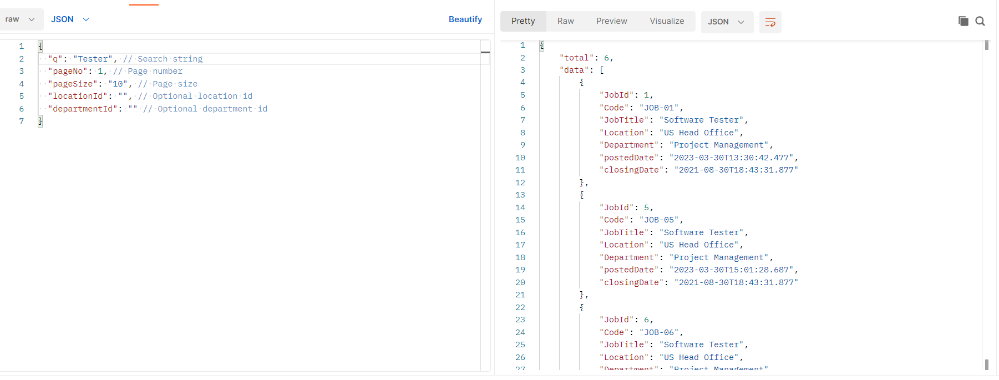 raw JSON Beautify
1 {
2 "q": "Tester", // Search string
3 "pageNo": 1, // Page number
4 "pageSize": "10", // Page size
5 "locationId": "", // Optional location id
6 "departmentId": "" // Optional department id
7 }
Pretty Raw Preview Visualize JSON
1 {
2 "total": 6,
3 "data": [
4 {
5 "JobId": 1,
6 "Code": "JOB-01",
7 "JobTitle": "Software Tester",
8 "Location": "US Head Office",
9 "Department": "Project Management",
10 "postedDate": "2023-03-30T13:30:42.477",
11 "closingDate": "2021-08-30T18:43:31.877"
12 },
13 {
14 "JobId": 5,
15 "Code": "JOB-05",
16 "JobTitle": "Software Tester",
17 "Location": "US Head Office",
18 "Department": "Project Management",
19 "postedDate": "2023-03-30T15:01:28.687",
20 "closingDate": "2021-08-30T18:43:31.877"
21 },
22 {
23 "JobId": 6,
24 "Code": "JOB-06",
25 "JobTitle": "Software Tester",
26 "Location": "US Head Office",
27 "Department": "Project Management"